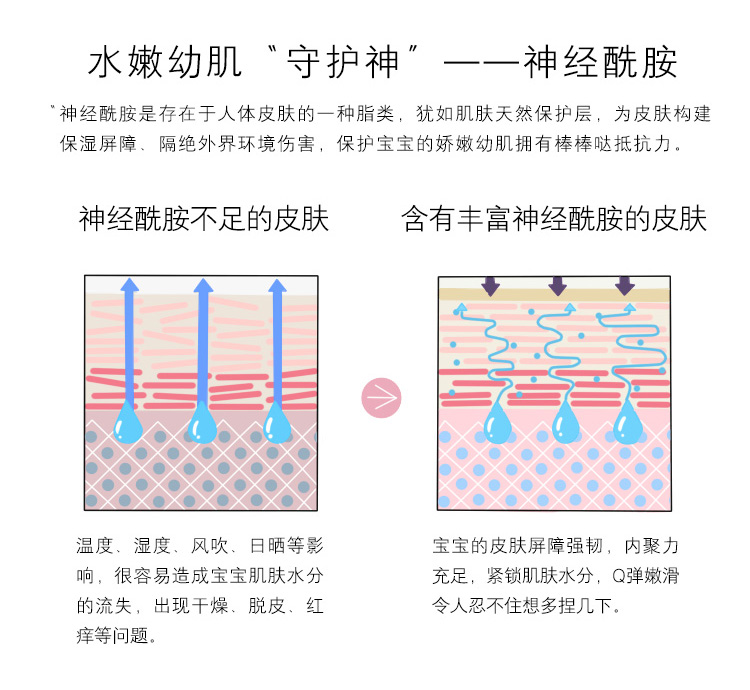 水嫩幼肌“守护神”——神经酰胺
“神经酰胺是存在于人体皮肤的一种脂类，犹如肌肤天然保护层，为皮肤构建
保湿屏障、隔绝外界环境伤害，保护宝宝的娇嫩幼肌拥有棒棒哒抵抗力。
神经酰胺不足的皮肤
含有丰富神经酰胺的皮肤
温度、湿度、风吹、日晒等影
响，很容易造成宝宝肌肤水分
的流失，出现干燥、脱皮、红
痒等问题。
宝宝的皮肤屏障强韧，内聚力
充足，紧锁肌肤水分，Q弹嫩滑
令人忍不住想多捏几下。